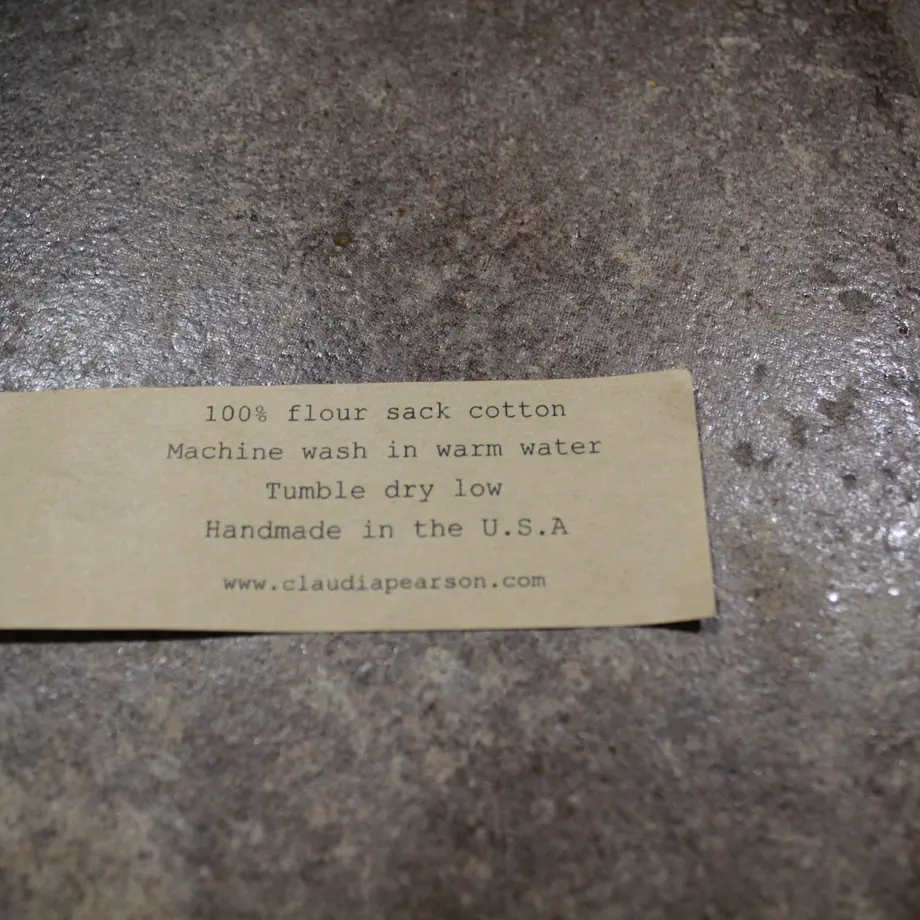 100% flour sack cotton
Machine wash in warm water
Tumble dry low
Handmade in the U.S.A
www.claudiapearson.com